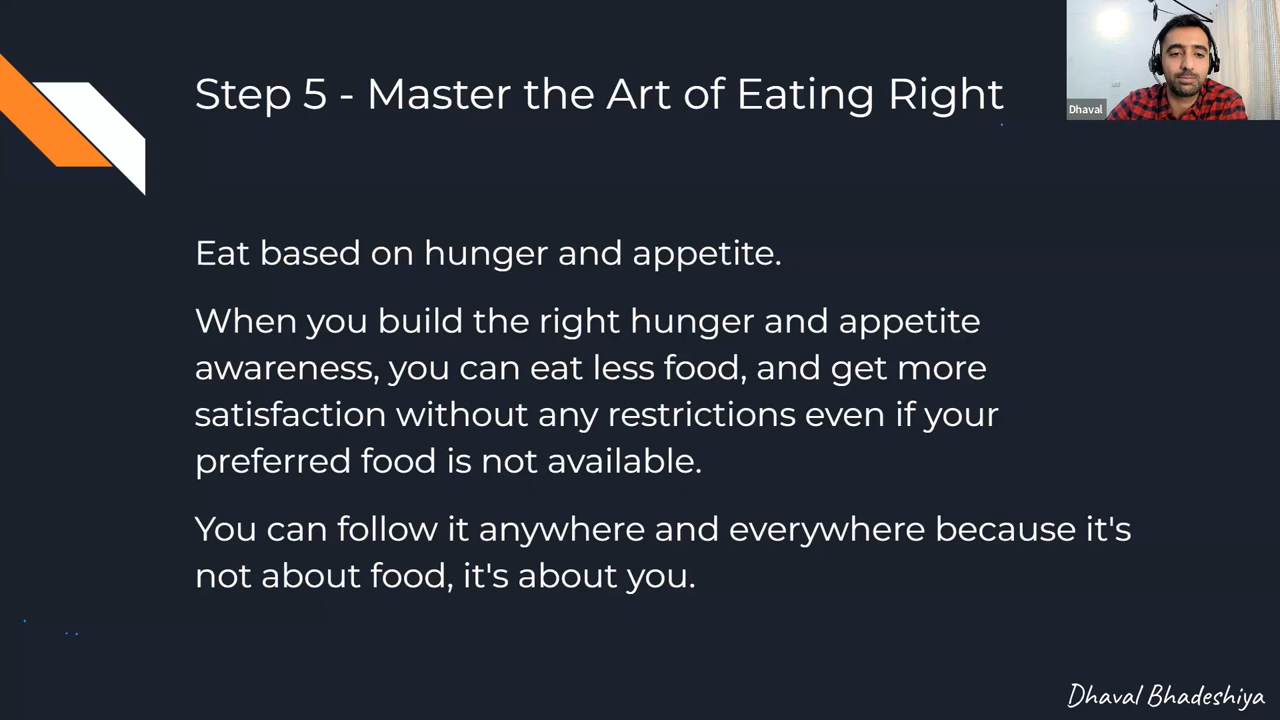 Step 5 - Master the Art of Eating Right
Dhaval
Eat based on hunger and appetite.
When you build the right hunger and appetite
awareness, you can eat less food, and get more
satisfaction without any restrictions even if your
preferred food is not available.
You can follow it anywhere and everywhere because it's
not about food, it's about you.
Dhaval Bhadeshiya